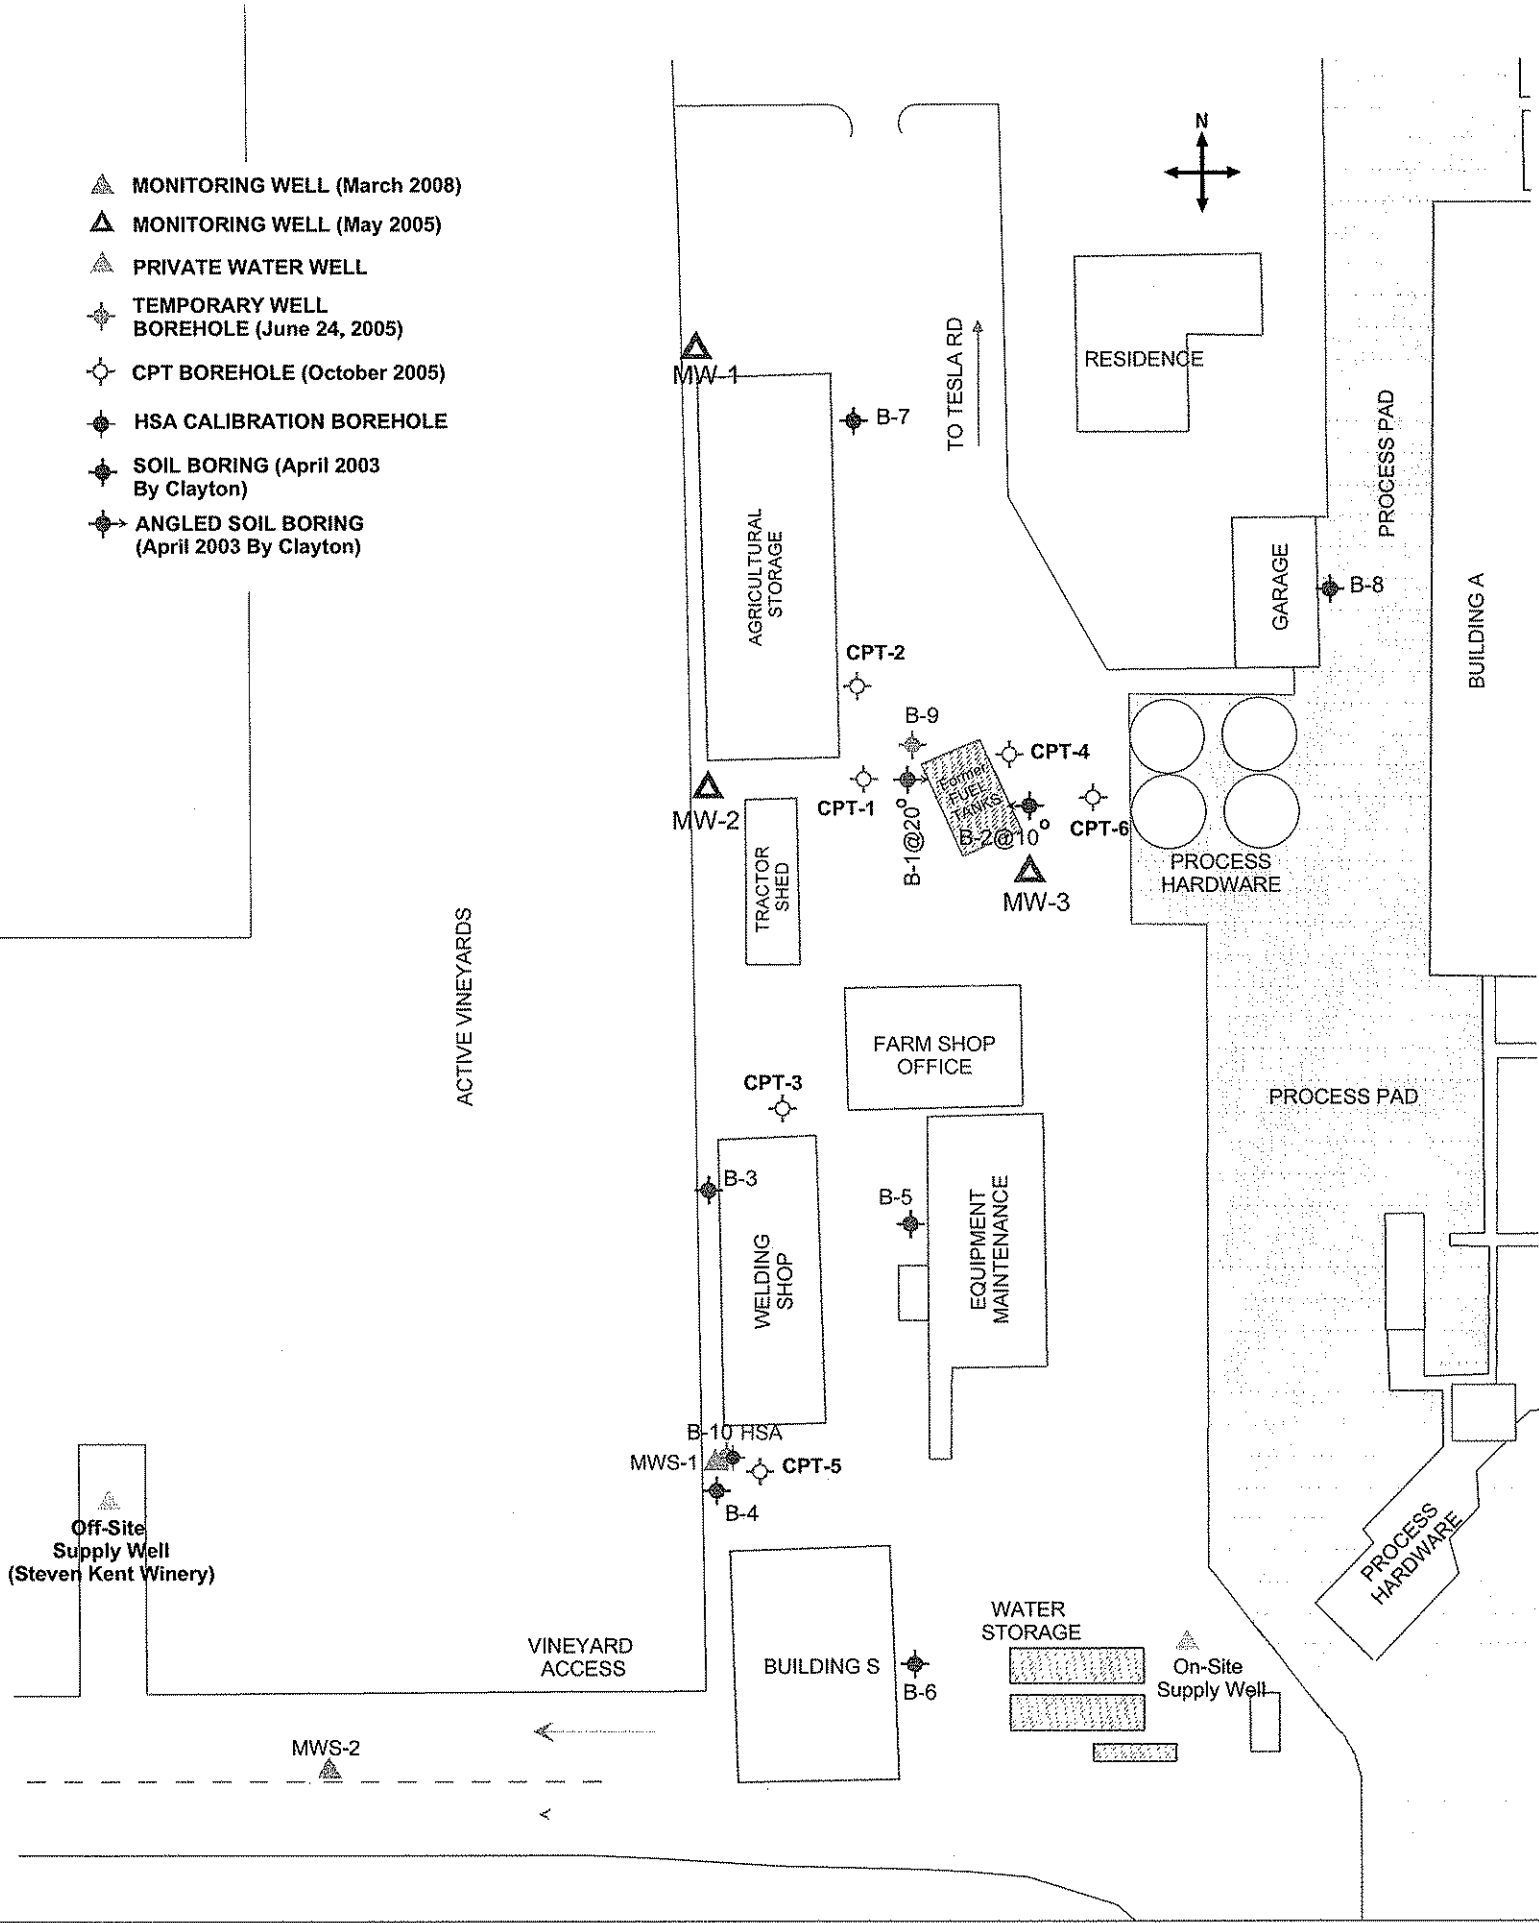 N
MONITORING WELL (March 2008)
MONITORING WELL (May 2005)
PRIVATE WATER WELL
TEMPORARY WELL
BOREHOLE (June 24, 2005)
CPT BOREHOLE (October 2005)
HSA CALIBRATION BOREHOLE
SOIL BORING (April 2003
By Clayton)
ANGLED SOIL BORING
(April 2003 By Clayton)
MW-1
B-7
TO TESLA RD
RESIDENCE
PROCESS PAD
AGRICULTURAL
STORAGE
GARAGE
B-8
BUILDING A
CPT-2
B-9
CPT-4
Former
FUEL
TANKS
CPT-1
MW-2
B-1@20°
B-2@10°
CPT-6
MW-3
PROCESS
HARDWARE
TRACTOR
SHED
ACTIVE VINEYARDS
FARM SHOP
OFFICE
CPT-3
PROCESS PAD
B-3
B-5
WELDING
SHOP
EQUIPMENT
MAINTENANCE
B-10 HSA
MWS-1
CPT-5
B-4
Off-Site
Supply Well
(Steven Kent Winery)
PROCESS
HARDWARE
WATER
STORAGE
VINEYARD
ACCESS
BUILDING S
B-6
On-Site
Supply Well
MWS-2